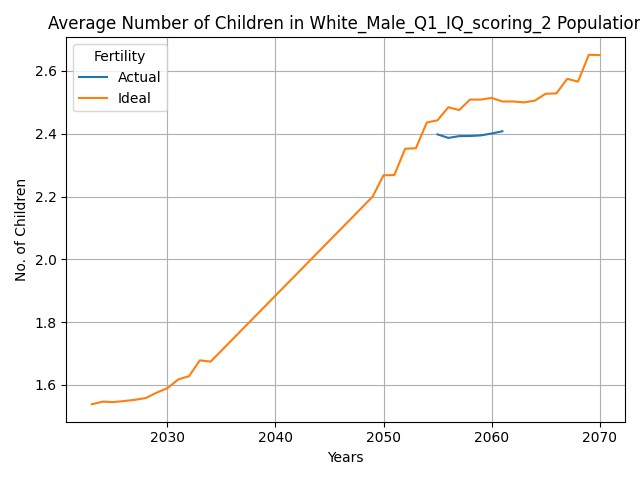 Average Number of Children in White_Male_Q1_IQ_scoring_2 Population
Fertility
Actual
Ideal
2.6
2.4
2.2
2.0
1.8
1.6
No. of Children
2030
2040
2050
2060
2070
Years